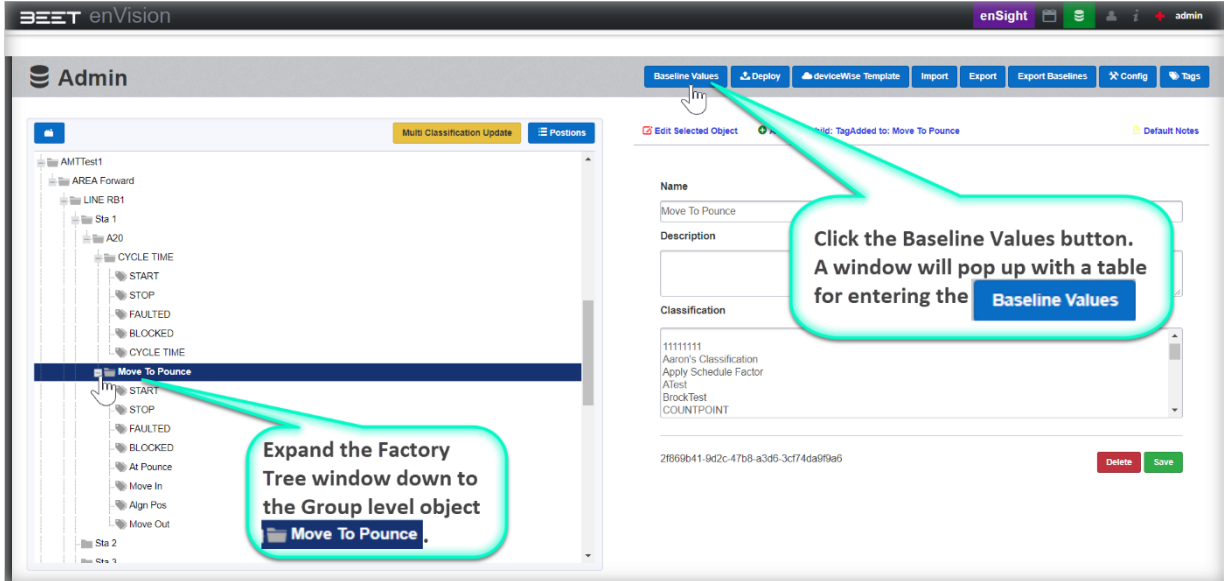 BEET enVision
enSight
admin
Admin
Baseline Values
Deploy
deviceWise Template
Import
Export
Export Baselines
Config
Tags
Multi Classification Update
Postions
AMTTest1
AREA Forward
LINE RB1
Sta 1
A20
CYCLE TIME
START
STOP
FAULTED
BLOCKED
CYCLE TIME
Move To Pounce
START
STOP
FAULTED
BLOCKED
At Pounce
Move In
Align Pos
Move Out
Sta 2
Sta 3
Expand the Factory
Tree window down to
the Group level object
Move To Pounce.
Edit Selected Object
TagAdded to: Move To Pounce
Default Notes
Name
Move To Pounce
Description
Classification
11111111
Aaron's Classification
Apply Schedule Factor
ATest
BrockTest
COUNTPOINT
2f869b41-9d2c-47b8-a3d6-3cf74da9f9a6
Delete
Save
Click the Baseline Values button.
A window will pop up with a table
for entering the Baseline Values